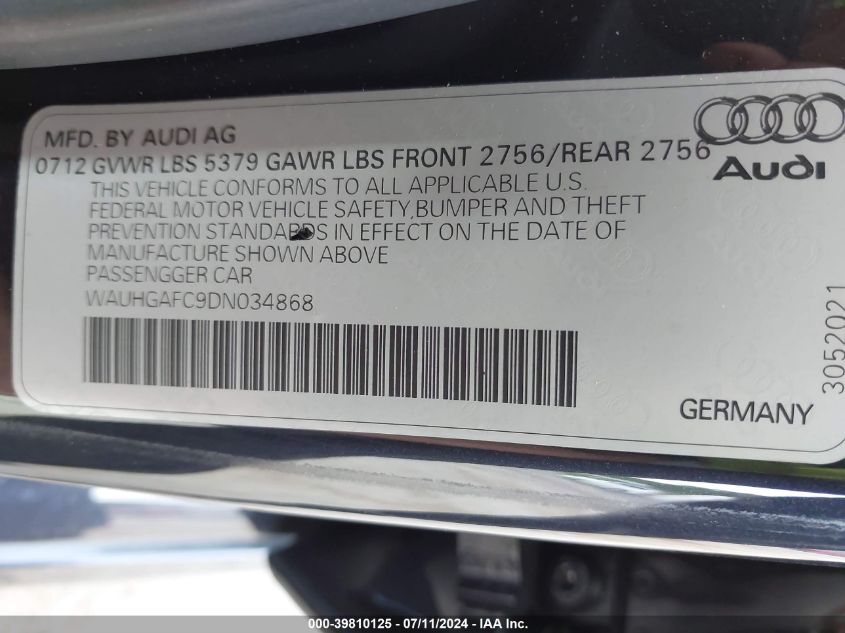 MFD. BY AUDI AG
0712 GVWR LBS 5379 GAWR LBS FRONT 2756/REAR 2756
Audi
THIS VEHICLE CONFORMS TO ALL APPLICABLE U.S.
FEDERAL MOTOR VEHICLE SAFETY,BUMPER AND THEFT
PREVENTION STANDARDS IN EFFECT ON THE DATE OF
MANUFACTURE SHOWN ABOVE
PASSENGGER CAR
WAUHGAFC9DN034868
3052021
GERMANY
000-39810125 - 07/11/2024 - IAA Inc.